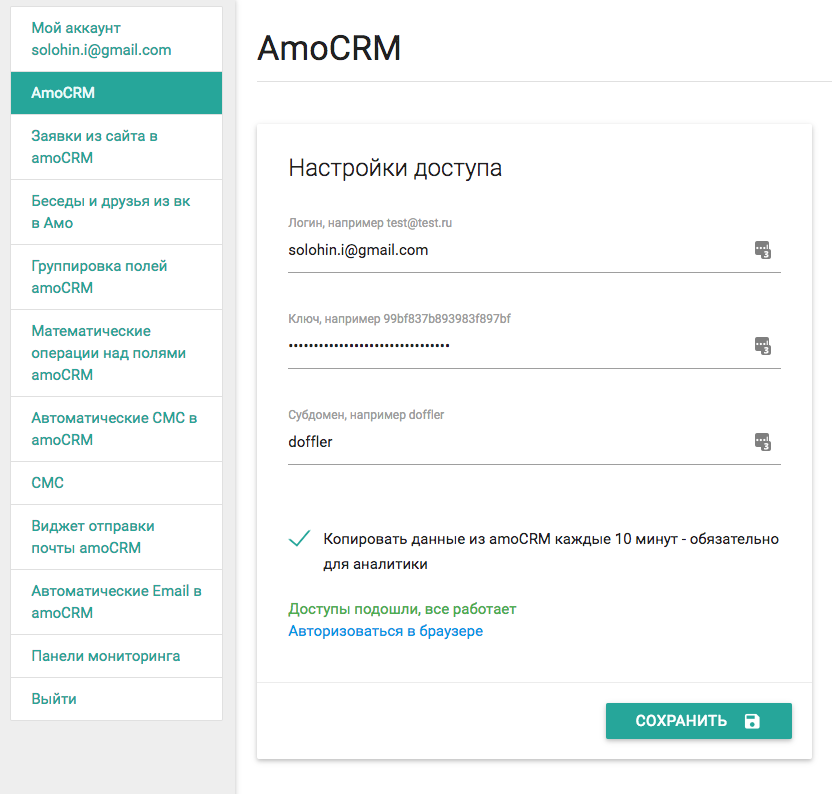 Мой аккаунт
solohin.i@gmail.com
AmoCRM
Заявки из сайта в
amoCRM
Беседы и друзья из вк
в Амо
Группировка полей
amoCRM
Математические
операции над полями
amoCRM
Автоматические СМС в
amoCRM
СМС
Виджет отправки
почты amoCRM
Автоматические Email в
amoCRM
Панели мониторинга
Выйти
AmoCRM
Настройки доступа
Логин, например test@test.ru
solohin.i@gmail.com
3
Ключ, например 99bf837b893983f897bf
••••••••••••••••••••••••••••••••
3
Субдомен, например doffler
doffler
3
Копировать данные из amoCRM каждые 10 минут - обязательно
для аналитики
Доступы подошли, все работает
Авторизоваться в браузере
СОХРАНИТЬ